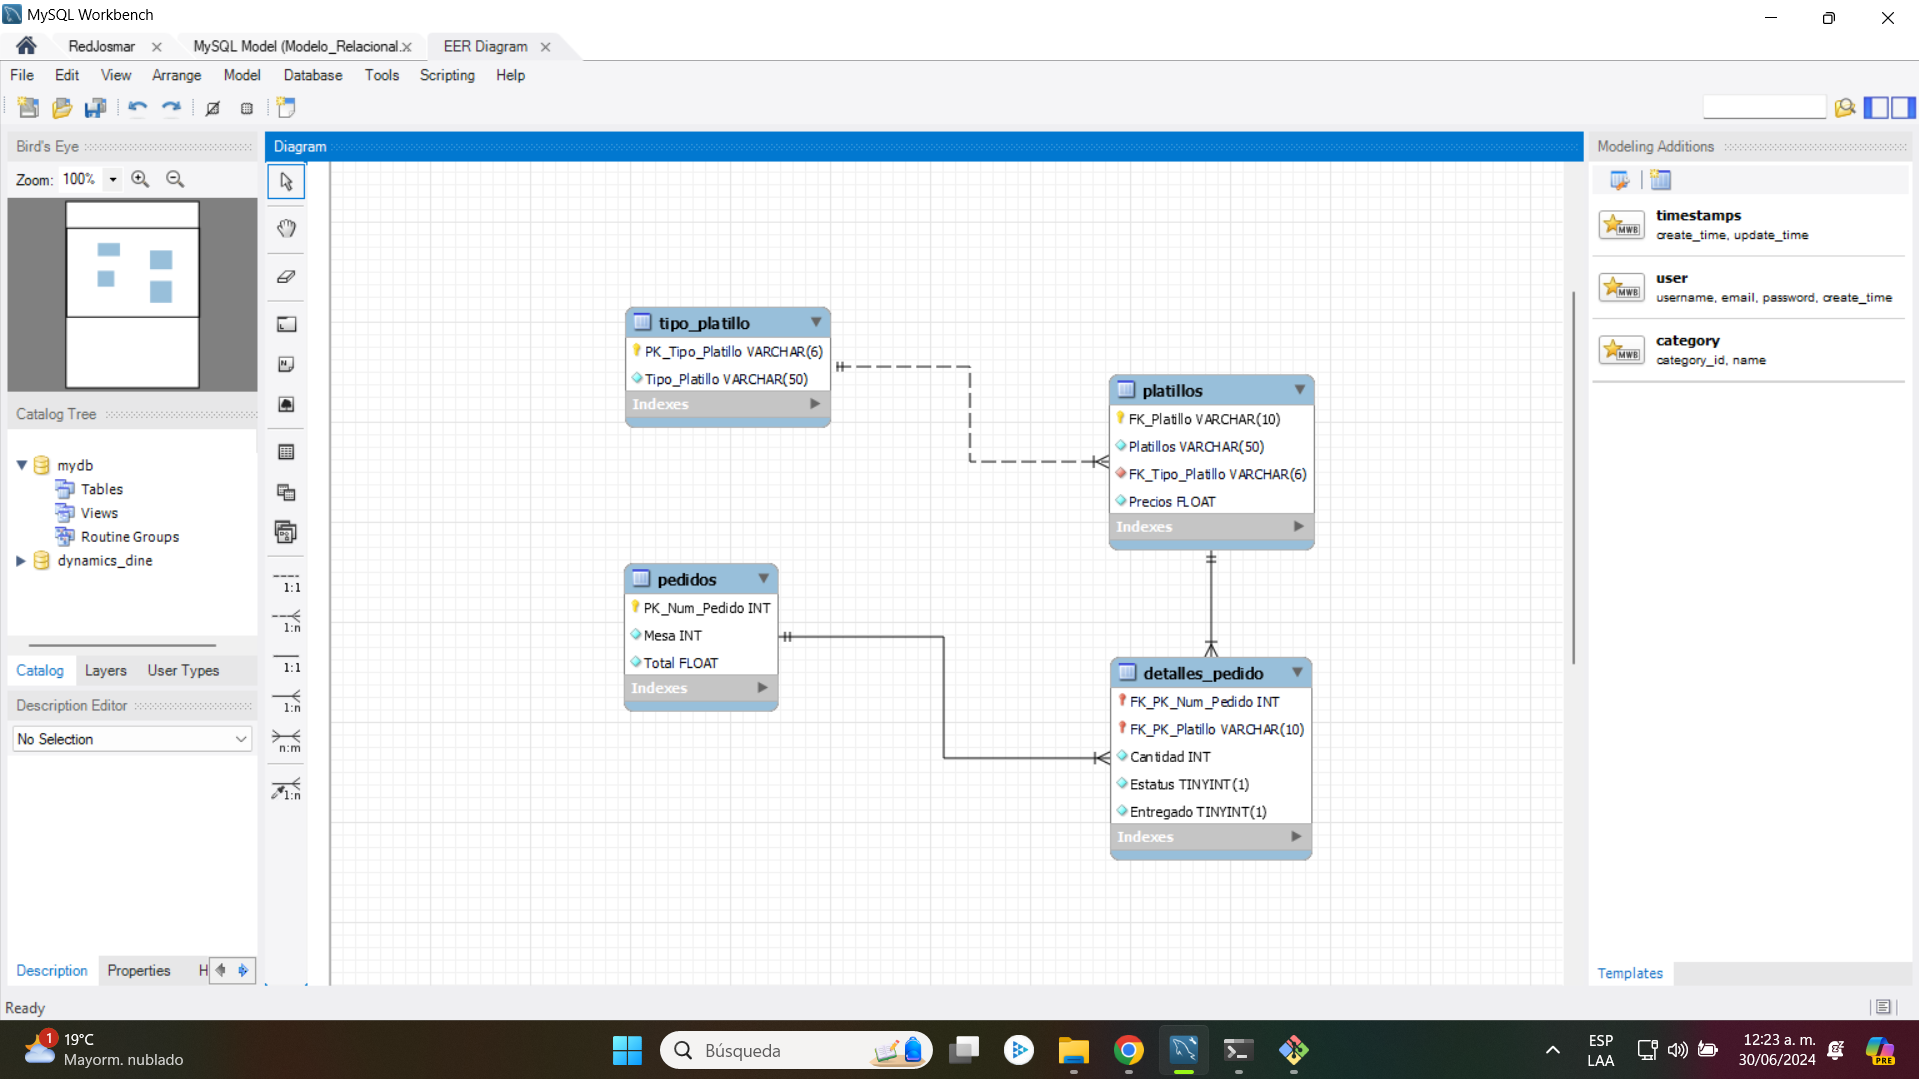 MySQL Workbench
RedJosmar
MySQL Model (Modelo_Relacional.
EER Diagram
File Edit View Arrange Model Database Tools Scripting Help
Bird's Eye
Zoom: 100%
Catalog Tree
mydb
Tables
Views
Routine Groups
dynamics_dine
Catalog Layers User Types
Description Editor
No Selection
Description Properties H
Diagram
1:1
1:n
1:1
1:n
n:m
1:n
tipo_platillo
PK_Tipo_Platillo VARCHAR(6)
Tipo_Platillo VARCHAR(50)
Indexes
platillos
FK_Platillo VARCHAR(10)
Platillos VARCHAR(50)
FK_Tipo_Platillo VARCHAR(6)
Precios FLOAT
Indexes
pedidos
PK_Num_Pedido INT
Mesa INT
Total FLOAT
Indexes
detalles_pedido
FK_PK_Num_Pedido INT
FK_PK_Platillo VARCHAR(10)
Cantidad INT
Estatus TINYINT(1)
Entregado TINYINT(1)
Indexes
Modeling Additions
MWB
timestamps
create_time, update_time
MWB
user
username, email, password, create_time
MWB
category
category_id, name
Templates
Ready
1
19°C
Mayorm. nublado
Búsqueda
ESP
LAA
12:23 a. m.
30/06/2024
PRE